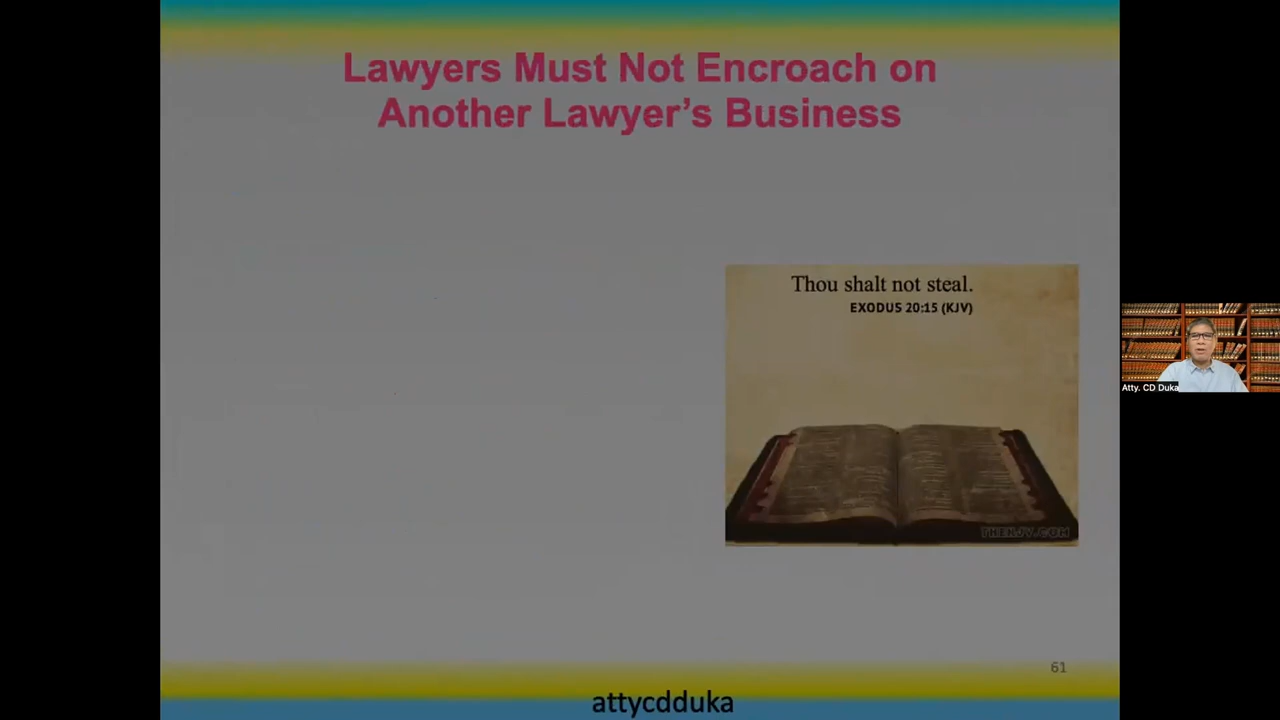 Lawyers Must Not Encroach on
Another Lawyer's Business
Thou shalt not steal.
EXODUS 20:15 (KJV)
THEKJV.COM
Atty. CD Duka
61
attycdduka